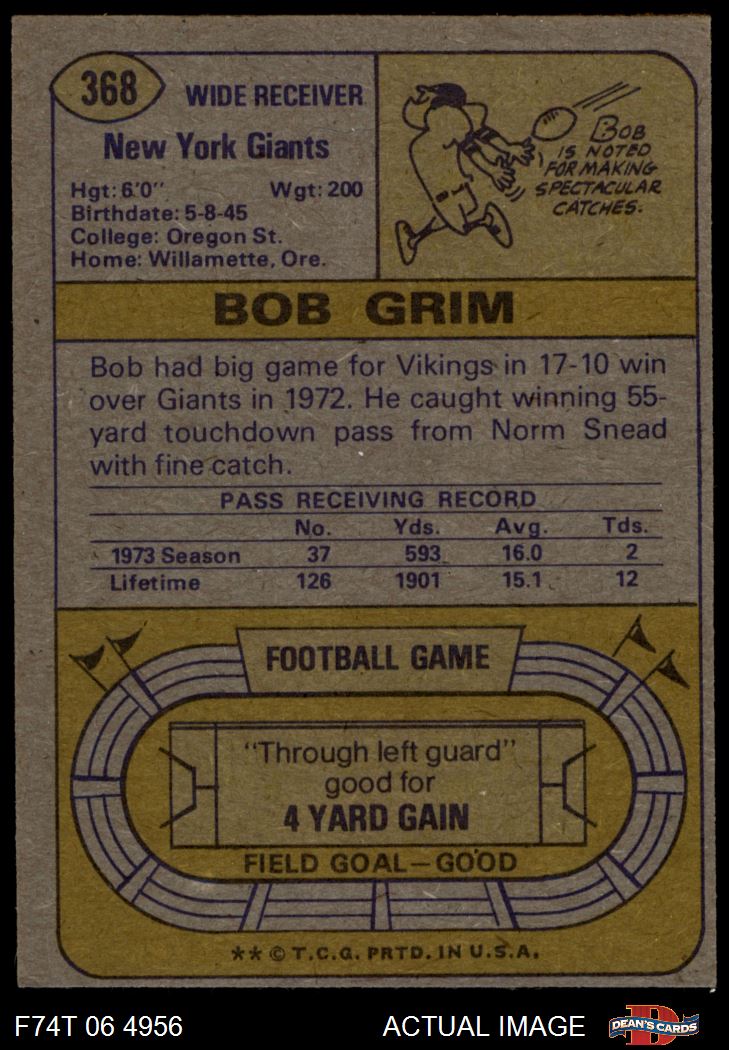 368
WIDE RECEIVER
New York Giants
Hgt: 6'0" Wgt: 200
Birthdate: 5-8-45
College: Oregon St.
Home: Willamette, Ore.
BOB
IS NOTED
FOR MAKING
SPECTACULAR
CATCHES.
BOB GRIM
Bob had big game for Vikings in 17-10 win
over Giants in 1972. He caught winning 55-
yard touchdown pass from Norm Snead
with fine catch.
PASS RECEIVING RECORD
No. Yds. Avg. Tds.
1973 Season 37 593 16.0 2
Lifetime 126 1901 15.1 12
FOOTBALL GAME
"Through left guard"
good for
4 YARD GAIN
FIELD GOAL—GOOD
** © T.C.G. PRTD. IN U.S.A.
F74T 06 4956 ACTUAL IMAGE
D
DEAN'S CARDS